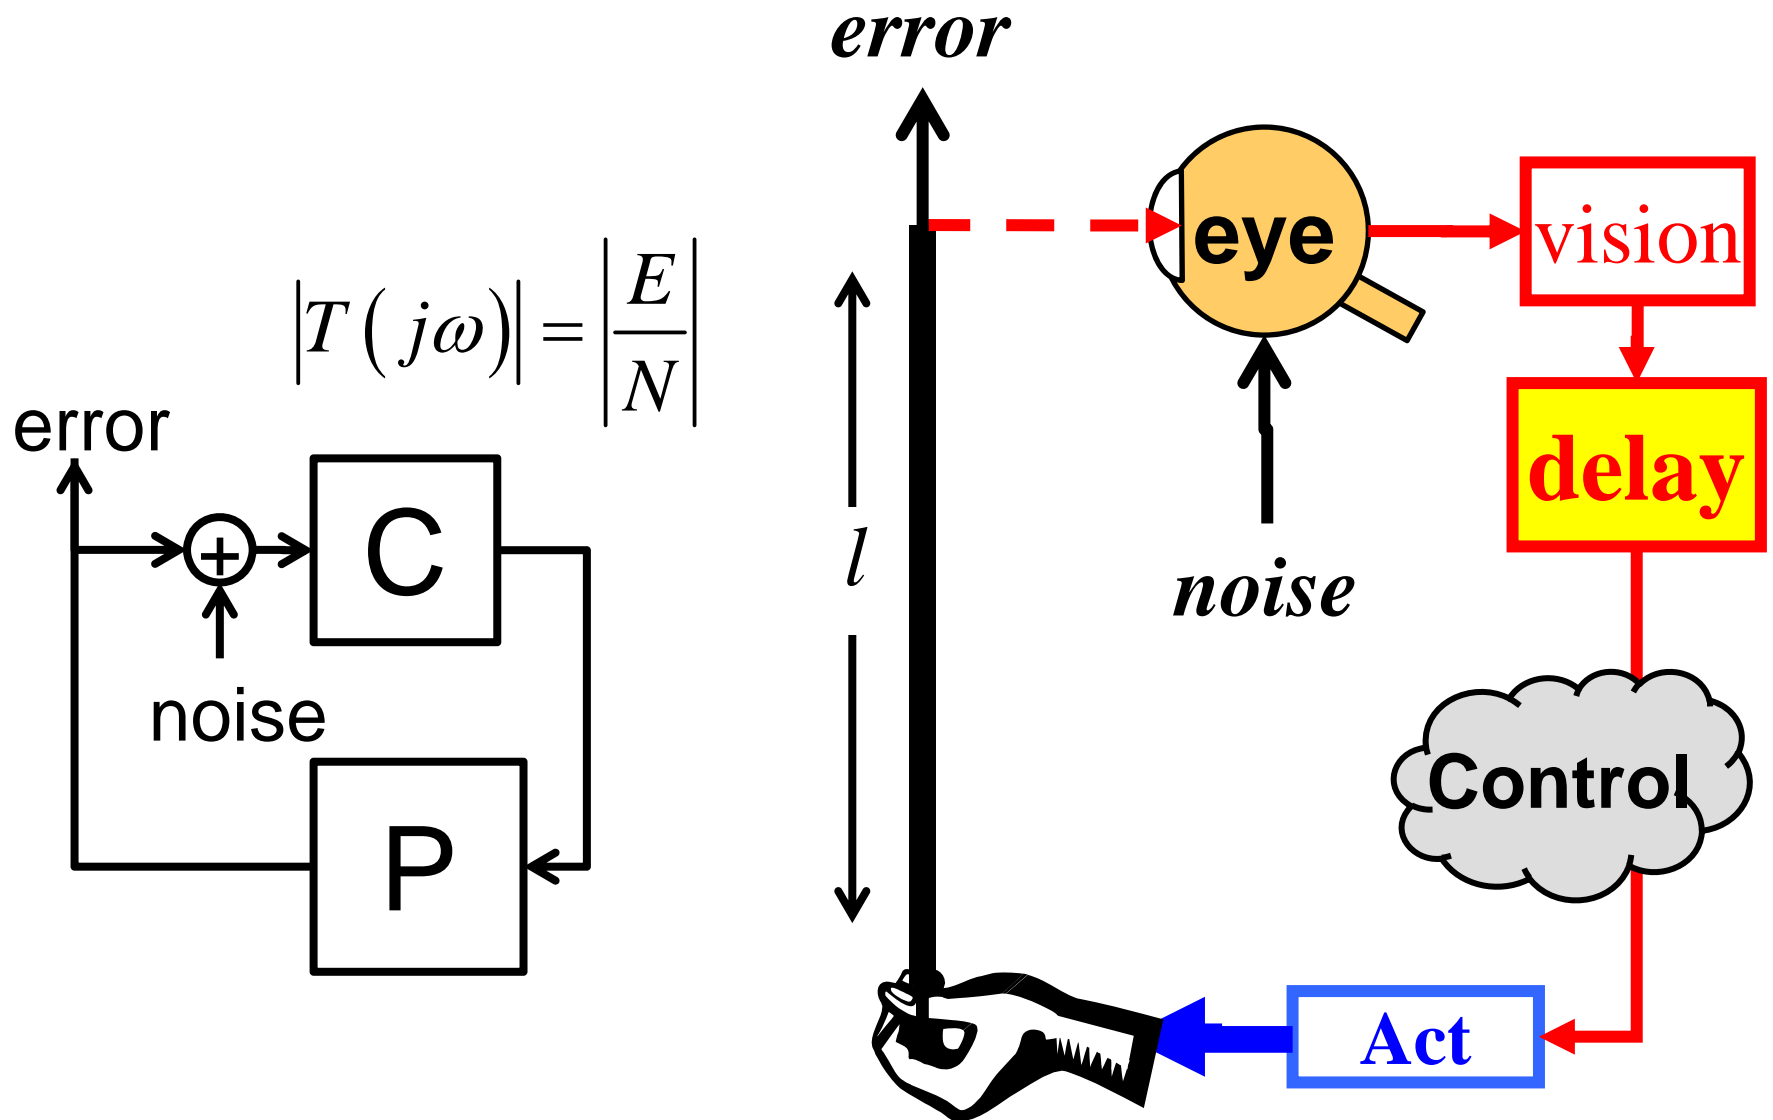 error
|T(jω)| = |E/N|
error
C
+
noise
P
l
eye
noise
vision
delay
Control
Act